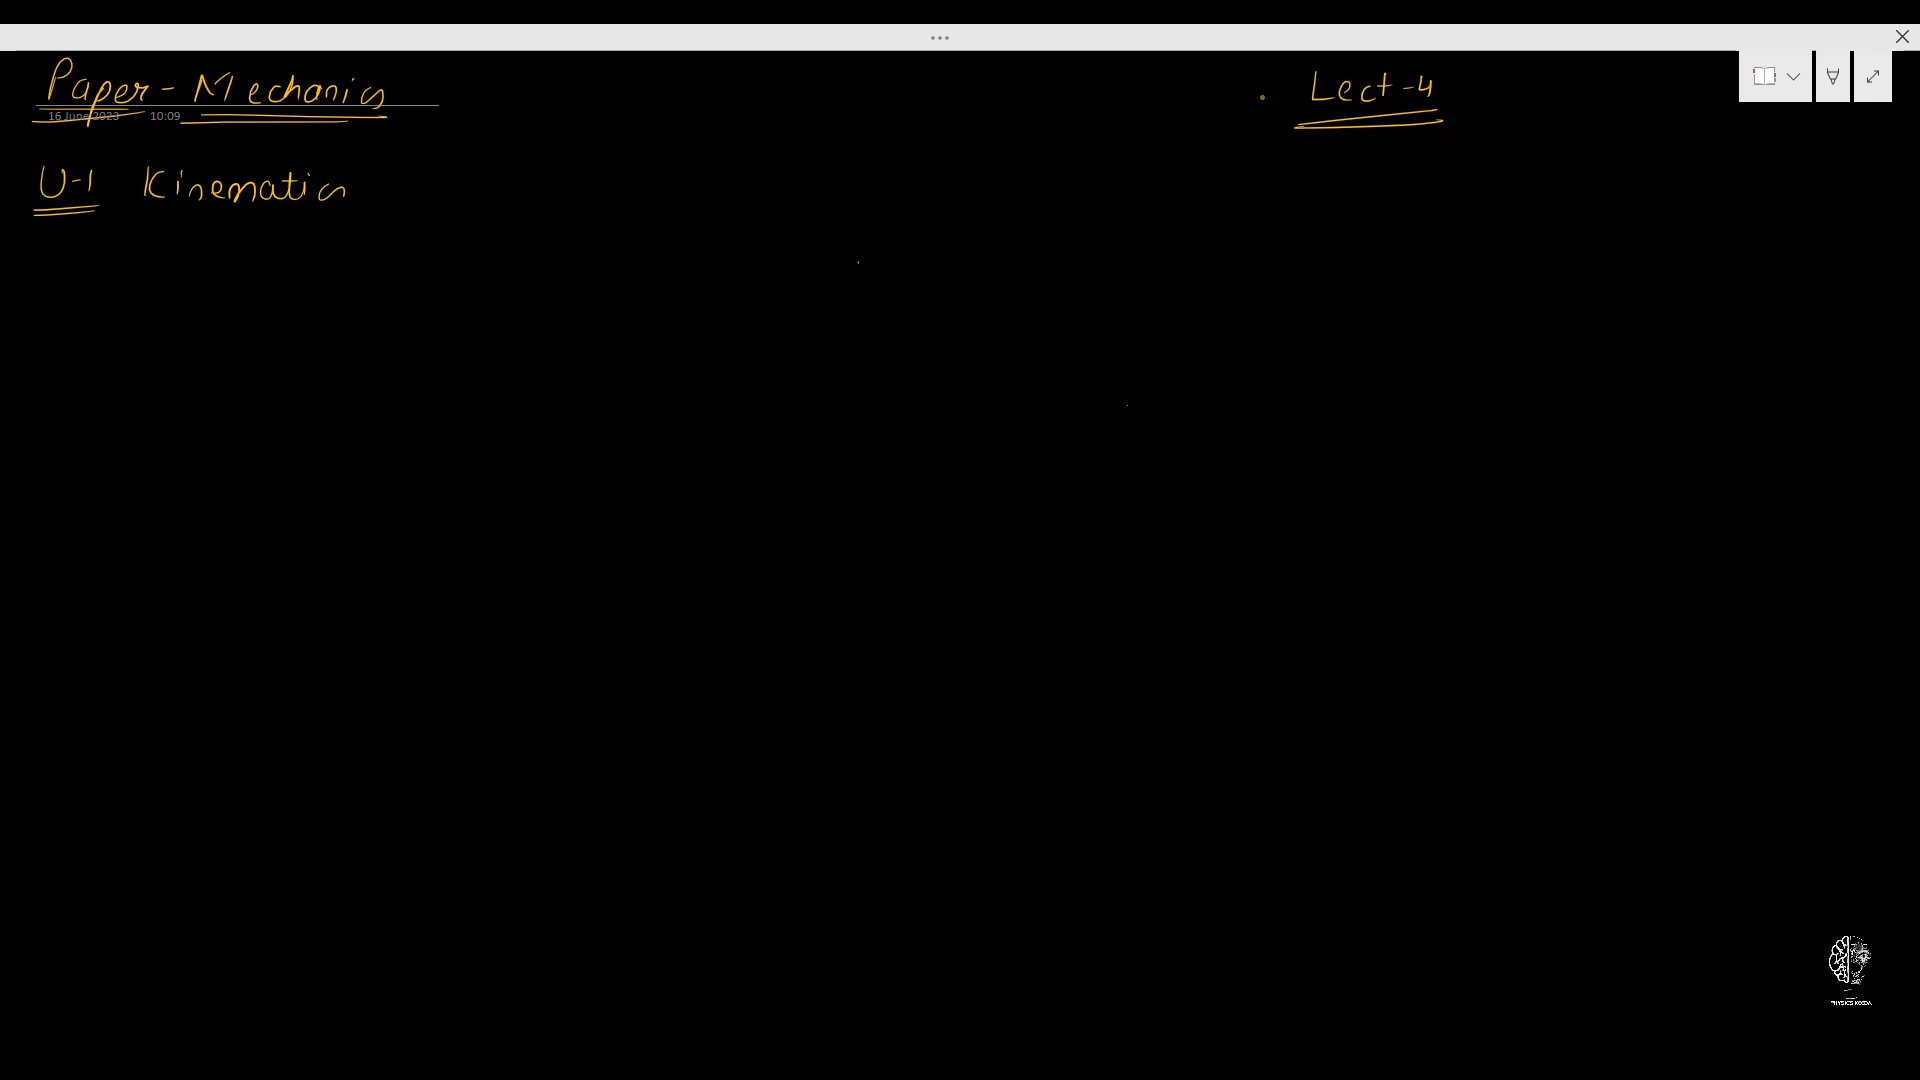 Paper - Mechanics
Lect - 4
16 June 2023 10:09
U-1 Kinematics